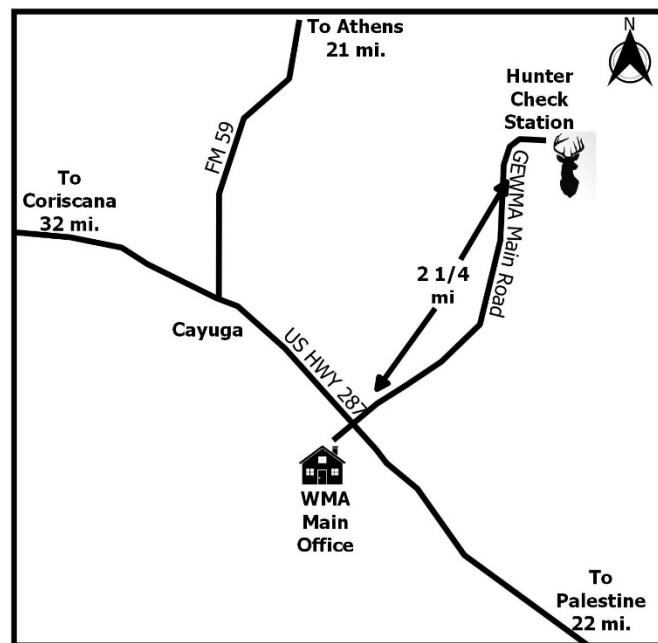 To Athens
21 mi.
N
Hunter
Check
Station
FM 59
GEWMA Main Road
To
Coriscana
32 mi.
2 1/4
mi
Cayuga
US HWY 287
WMA
Main
Office
To
Palestine
22 mi.